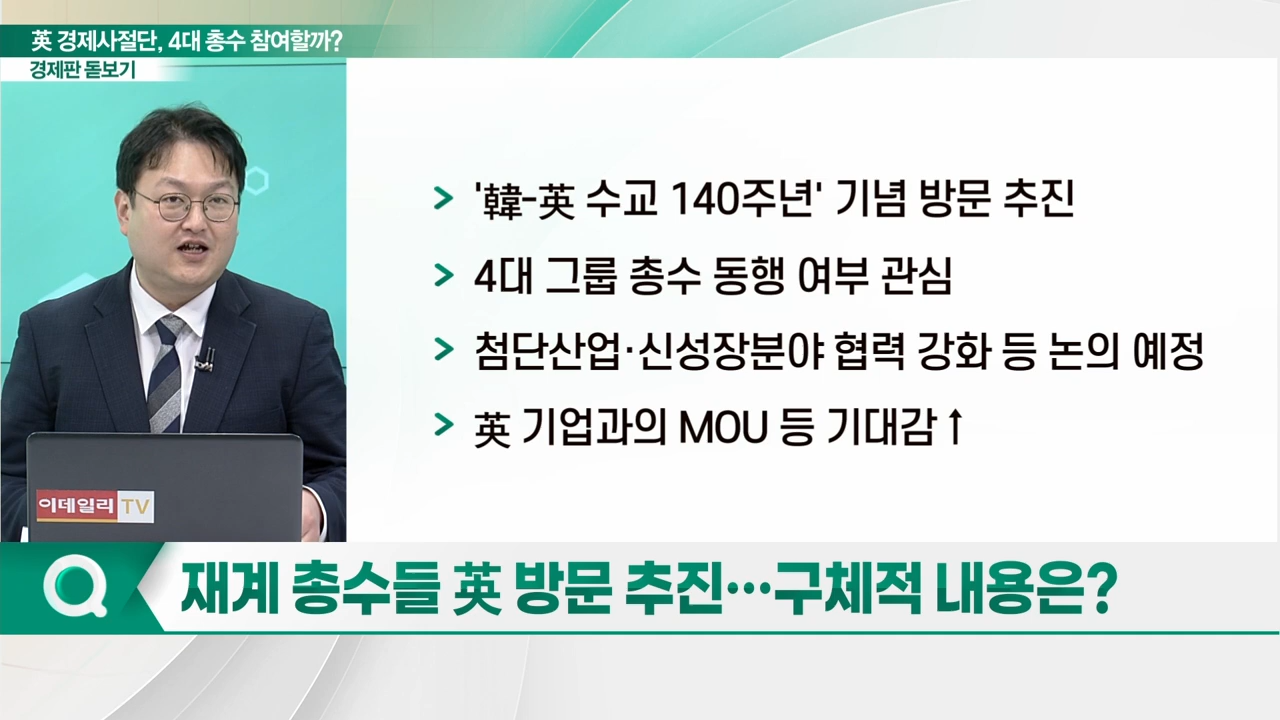 英 경제사절단, 4대 총수 참여할까?
경제판 돋보기
> '韓-英 수교 140주년' 기념 방문 추진
> 4대 그룹 총수 동행 여부 관심
> 첨단산업·신성장분야 협력 강화 등 논의 예정
> 英 기업과의 MOU 등 기대감↑
이데일리 TV
Q 재계 총수들 英 방문 추진…구체적 내용은?